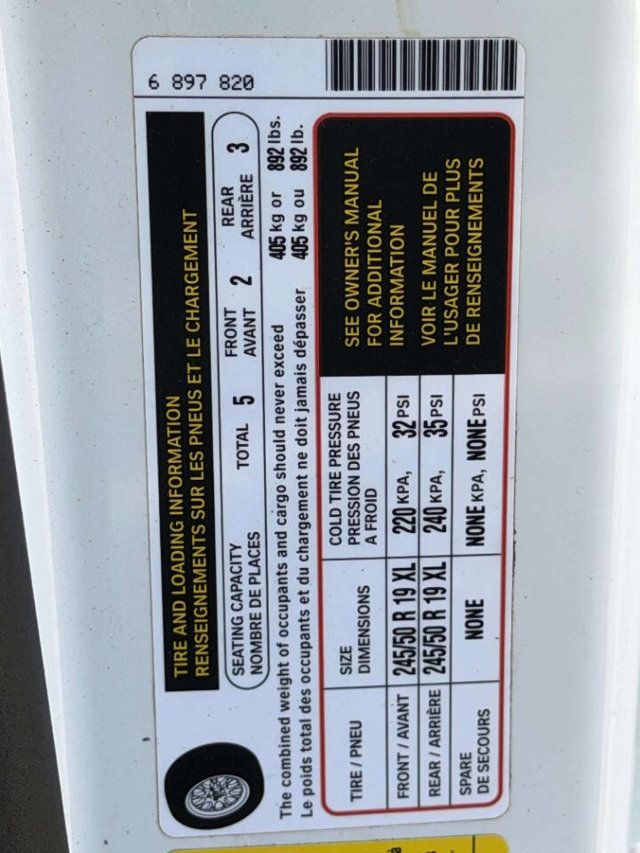 6 897 820
TIRE AND LOADING INFORMATION
RENSEIGNEMENTS SUR LES PNEUS ET LE CHARGEMENT
SEATING CAPACITY
NOMBRE DE PLACES
TOTAL 5
FRONT
AVANT 2
REAR
ARRIÈRE 3
The combined weight of occupants and cargo should never exceed 405 kg or 892 lbs.
Le poids total des occupants et du chargement ne doit jamais dépasser 405 kg ou 892 lb.
TIRE / PNEU
SIZE
DIMENSIONS
COLD TIRE PRESSURE
PRESSION DES PNEUS
A FROID
FRONT / AVANT 245/50 R 19 XL 220 KPA, 32 PSI
REAR / ARRIÈRE 245/50 R 19 XL 240 KPA, 35 PSI
SPARE
DE SECOURS
NONE NONE KPA, NONE PSI
SEE OWNER'S MANUAL
FOR ADDITIONAL
INFORMATION
VOIR LE MANUEL DE
L'USAGER POUR PLUS
DE RENSEIGNEMENTS